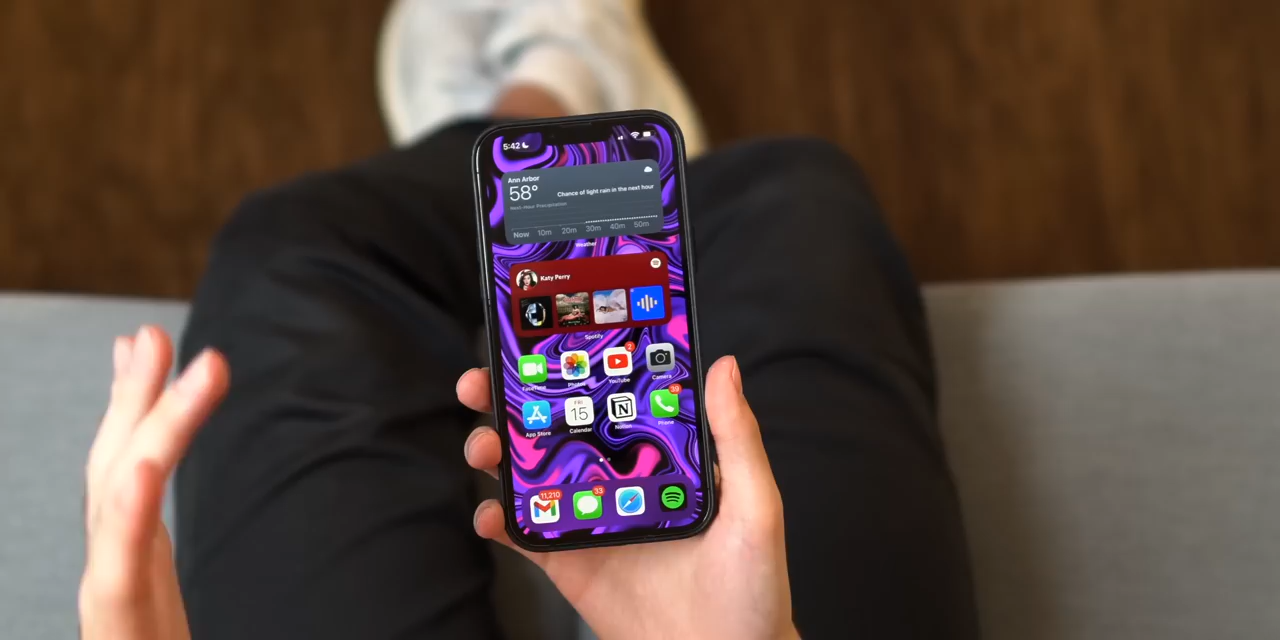 5:42
Ann Arbor
58°
Chance of light rain in the next hour
Next-Hour Precipitation
Now 10m 20m 30m 40m 50m
Weather
Katy Perry
Spotify
2
FaceTime Photos YouTube Camera
FRI
15
39
App Store Calendar Notion Phone
11,210
33